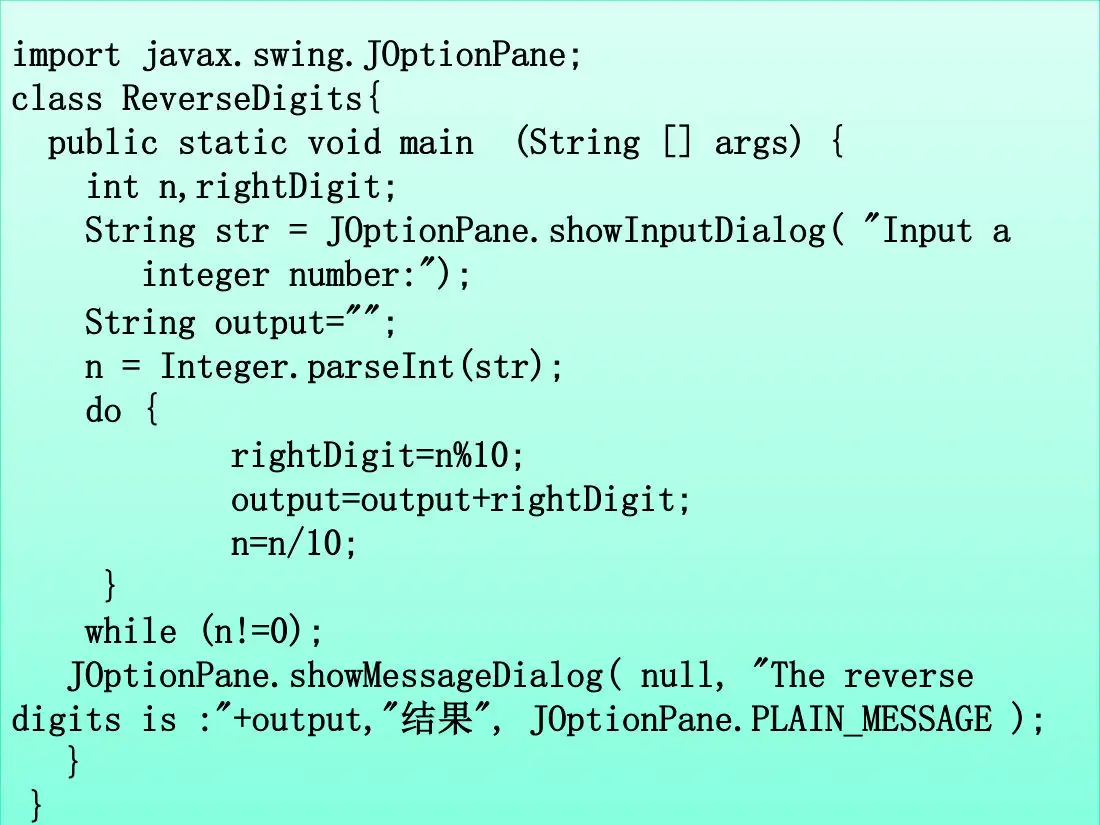 import javax.swing.JOptionPane;
class ReverseDigits{
public static void main (String [] args) {
int n,rightDigit;
String str = JOptionPane.showInputDialog( "Input a
integer number:");
String output="";
n = Integer.parseInt(str);
do {
rightDigit=n%10;
output=output+rightDigit;
n=n/10;
}
while (n!=0);
JOptionPane.showMessageDialog( null, "The reverse
digits is :"+output,"结果", JOptionPane.PLAIN_MESSAGE );
}
}